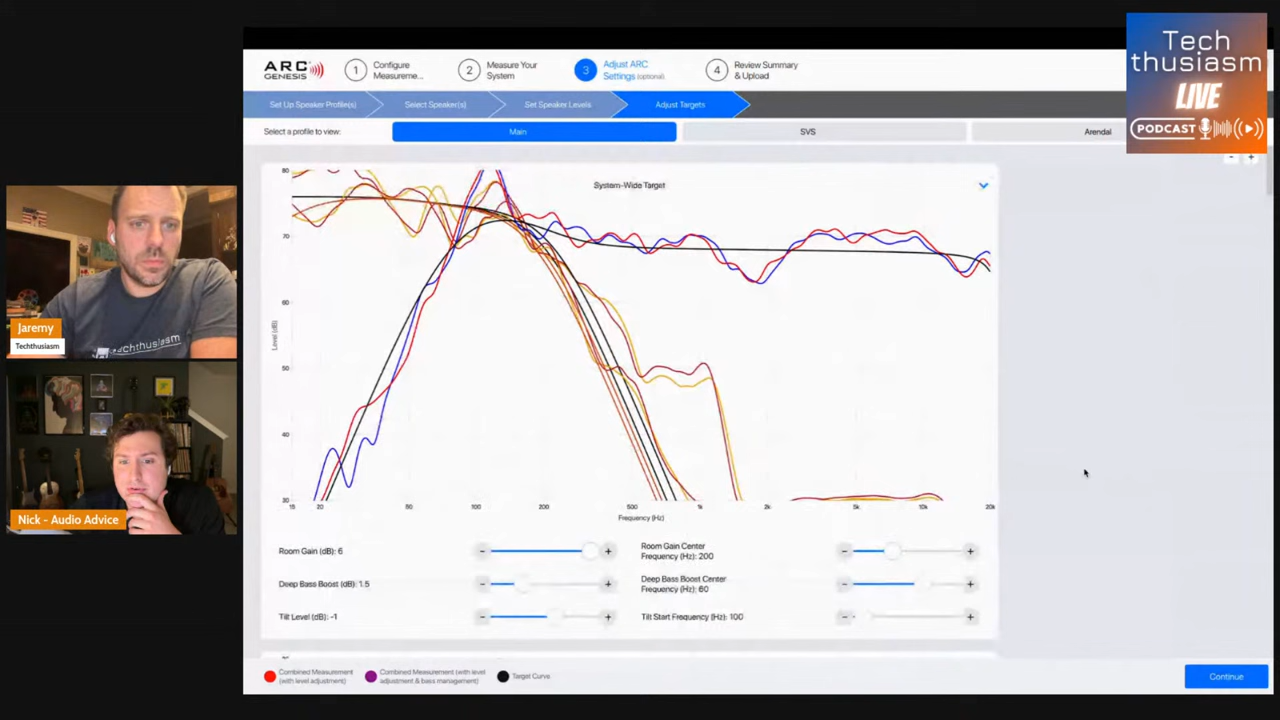 Tech
thusiasm
LIVE
PODCAST
ARC
GENESIS
1
Configure
Measureme...
2
Measure Your
System
3
Adjust ARC
Settings (optional)
4
Review Summary
& Upload
Set Up Speaker Profile(s)
Select Speaker(s)
Set Speaker Levels
Adjust Targets
Select a profile to view:
Main
SVS
Arendal
System-Wide Target
80
70
60
50
40
30
Level (dB)
15
20
50
100
200
500
1k
2k
5k
10k
20k
Frequency (Hz)
Room Gain (dB): 6
Room Gain Center
Frequency (Hz): 200
Deep Bass Boost (dB): 1.5
Deep Bass Boost Center
Frequency (Hz): 60
Tilt Level (dB): -1
Tilt Start Frequency (Hz): 100
Combined Measurement
(with level adjustment)
Combined Measurement (with level
adjustment & bass management)
Target Curve
Continue
Jaremy
Techthusiasm
techthusiasm
Nick - Audio Advice